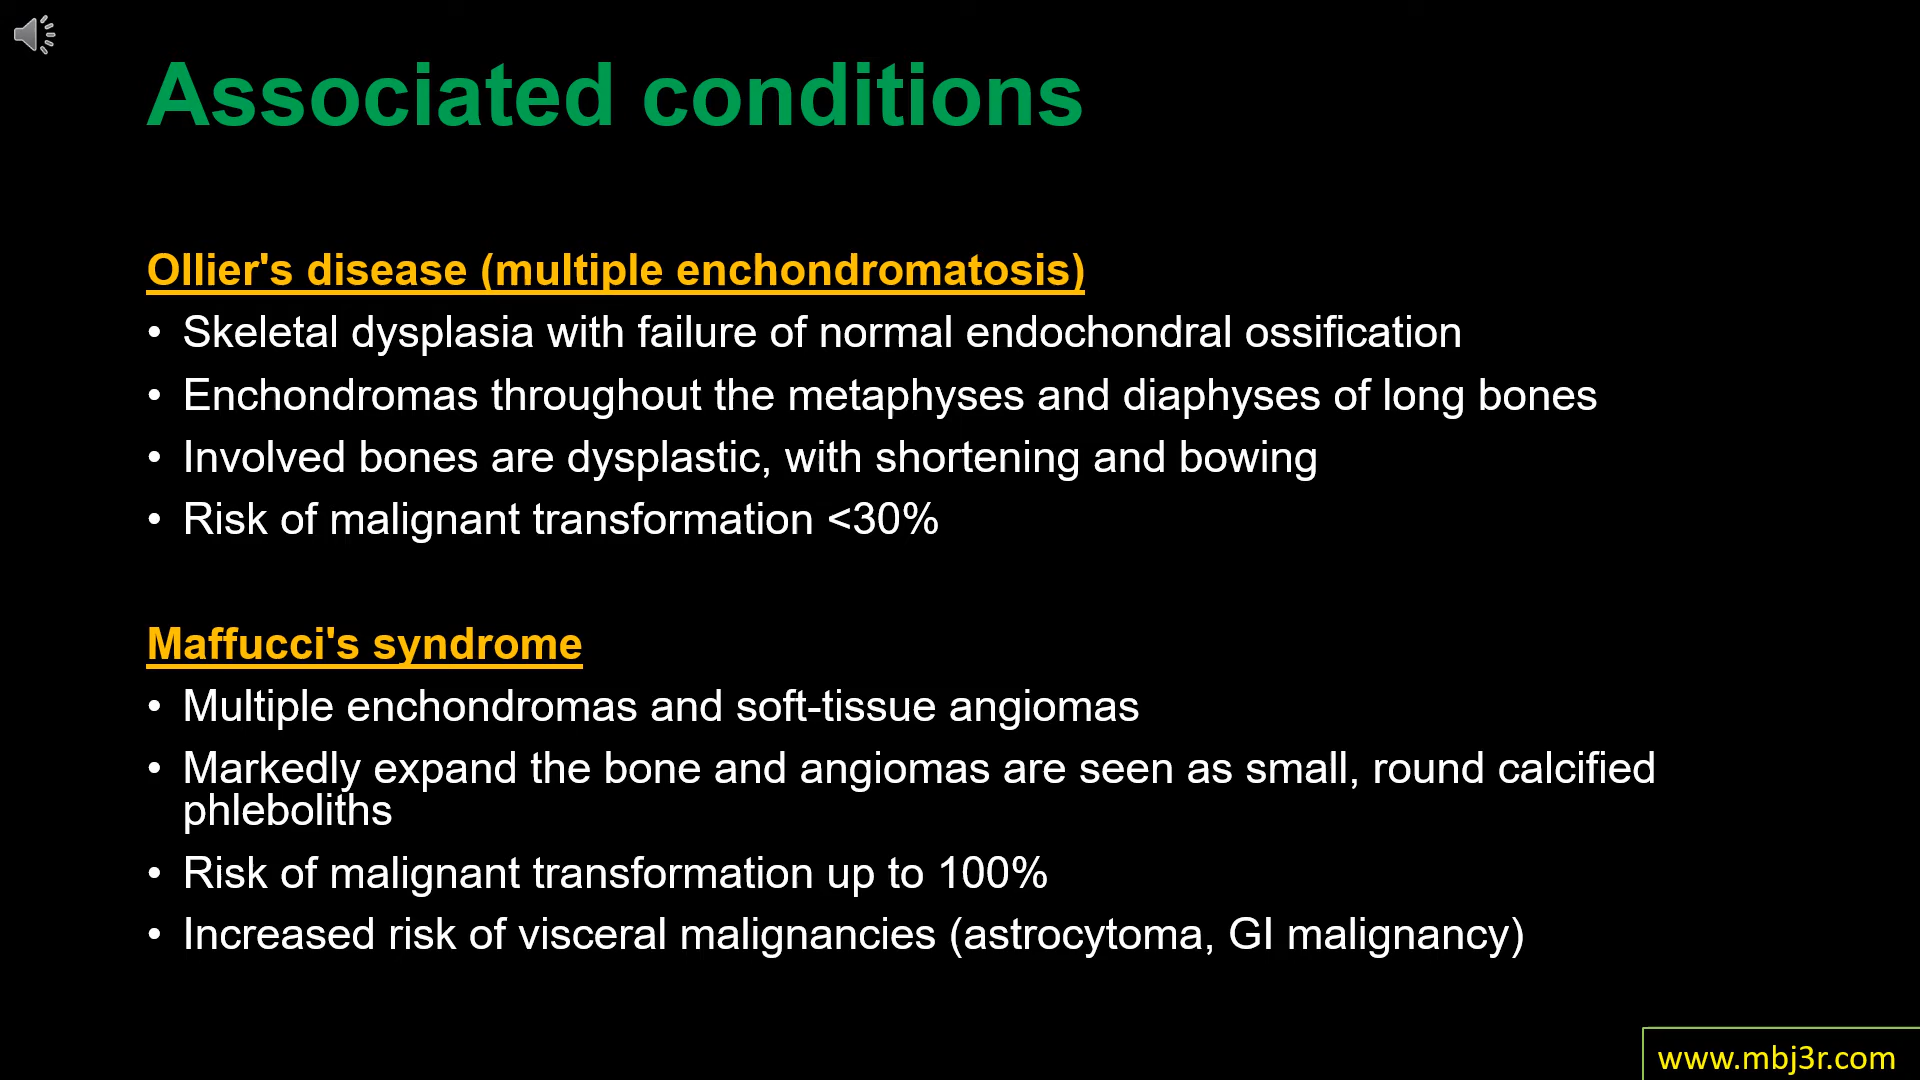 Associated conditions
Ollier's disease (multiple enchondromatosis)
• Skeletal dysplasia with failure of normal endochondral ossification
• Enchondromas throughout the metaphyses and diaphyses of long bones
• Involved bones are dysplastic, with shortening and bowing
• Risk of malignant transformation <30%
Maffucci's syndrome
• Multiple enchondromas and soft-tissue angiomas
• Markedly expand the bone and angiomas are seen as small, round calcified
phleboliths
• Risk of malignant transformation up to 100%
• Increased risk of visceral malignancies (astrocytoma, GI malignancy)
www.mbj3r.com